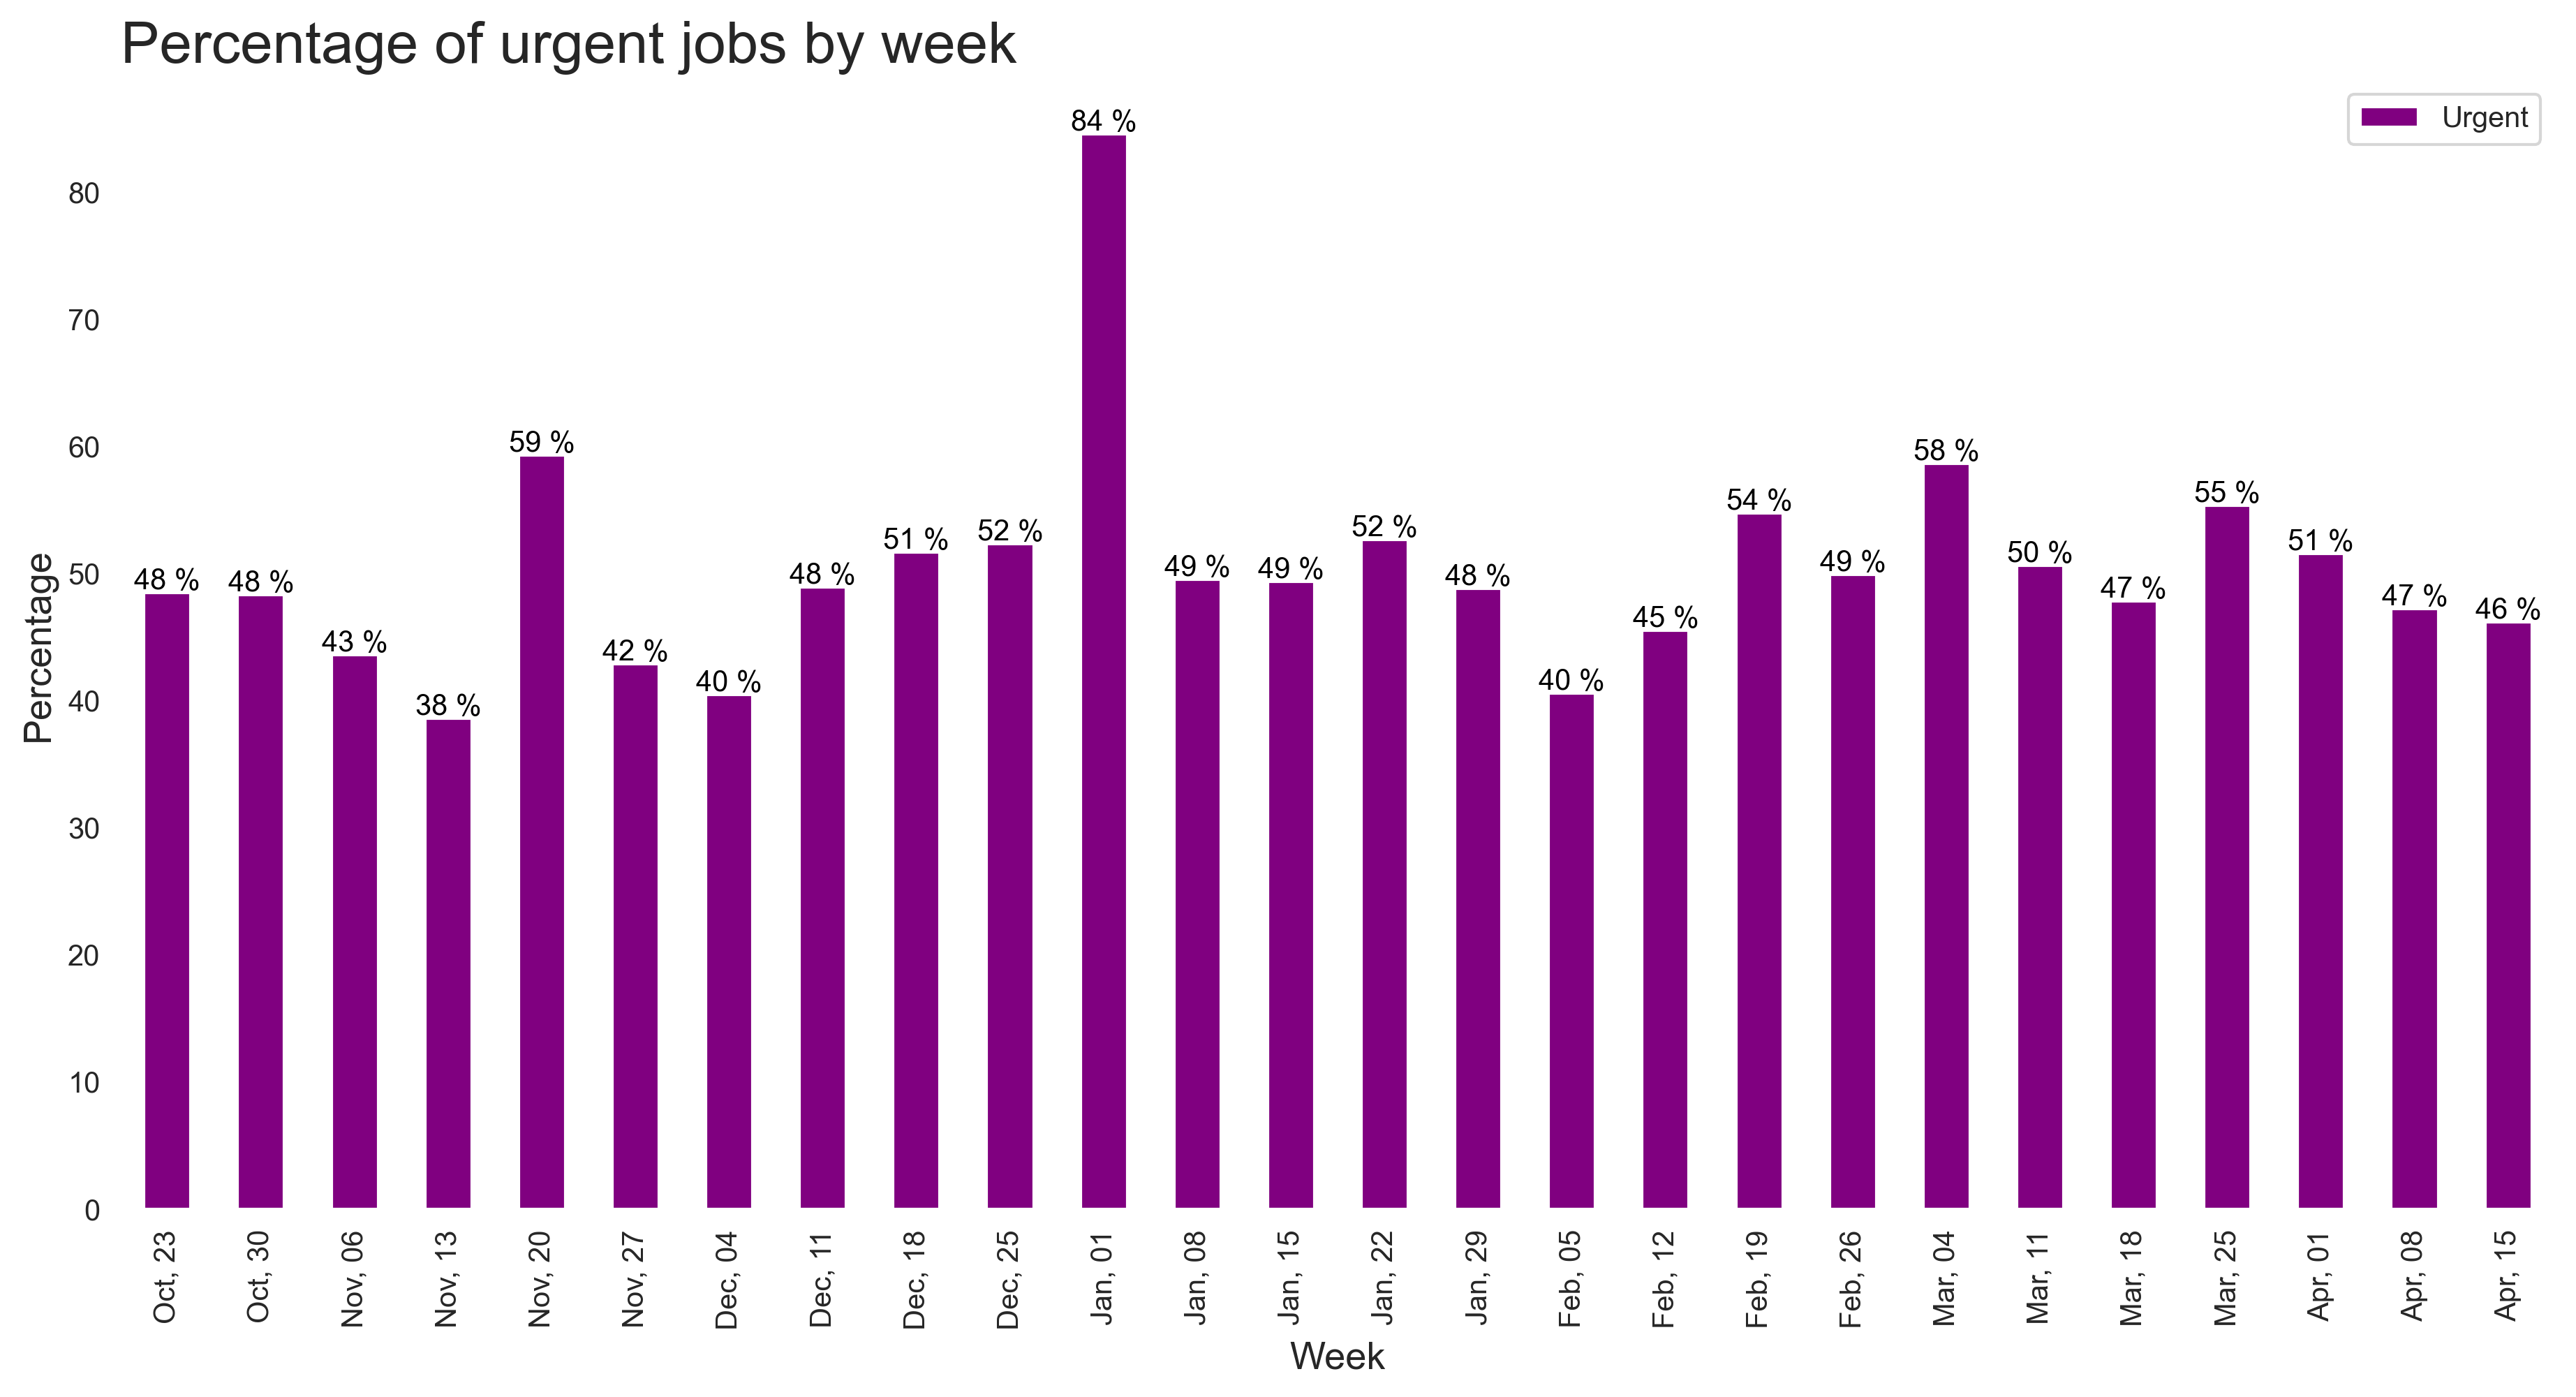 Percentage of urgent jobs by week
Urgent
Percentage
80
70
60
50
40
30
20
10
0
48 %
48 %
43 %
38 %
59 %
42 %
40 %
48 %
51 %
52 %
84 %
49 %
49 %
52 %
48 %
40 %
45 %
54 %
49 %
58 %
50 %
47 %
55 %
51 %
47 %
46 %
Oct, 23
Oct, 30
Nov, 06
Nov, 13
Nov, 20
Nov, 27
Dec, 04
Dec, 11
Dec, 18
Dec, 25
Jan, 01
Jan, 08
Jan, 15
Jan, 22
Jan, 29
Feb, 05
Feb, 12
Feb, 19
Feb, 26
Mar, 04
Mar, 11
Mar, 18
Mar, 25
Apr, 01
Apr, 08
Apr, 15
Week